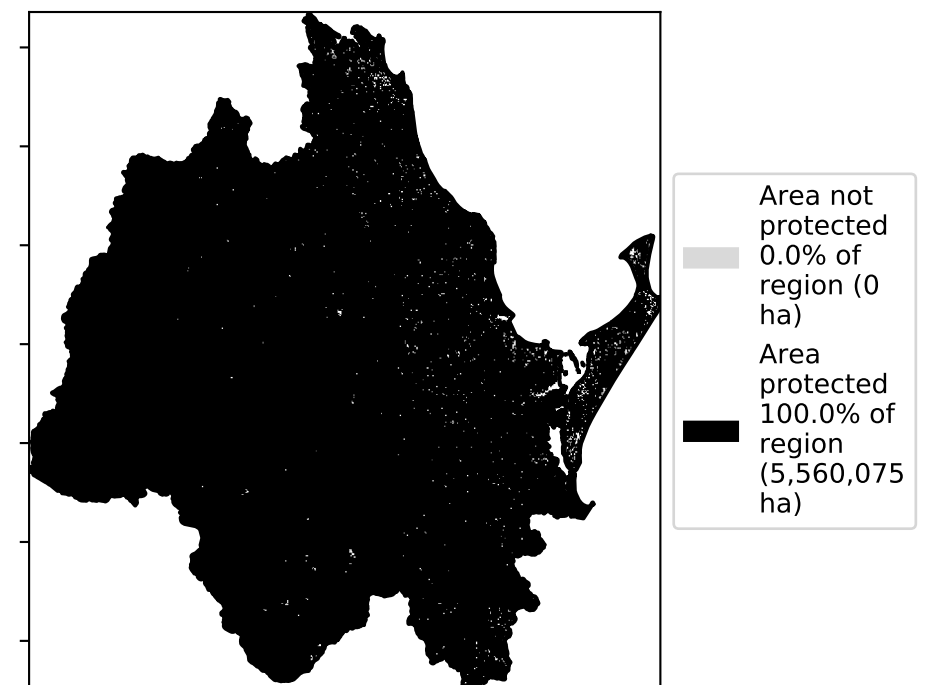 Area not
protected
0.0% of
region (0
ha)
Area
protected
100.0% of
region
(5,560,075
ha)